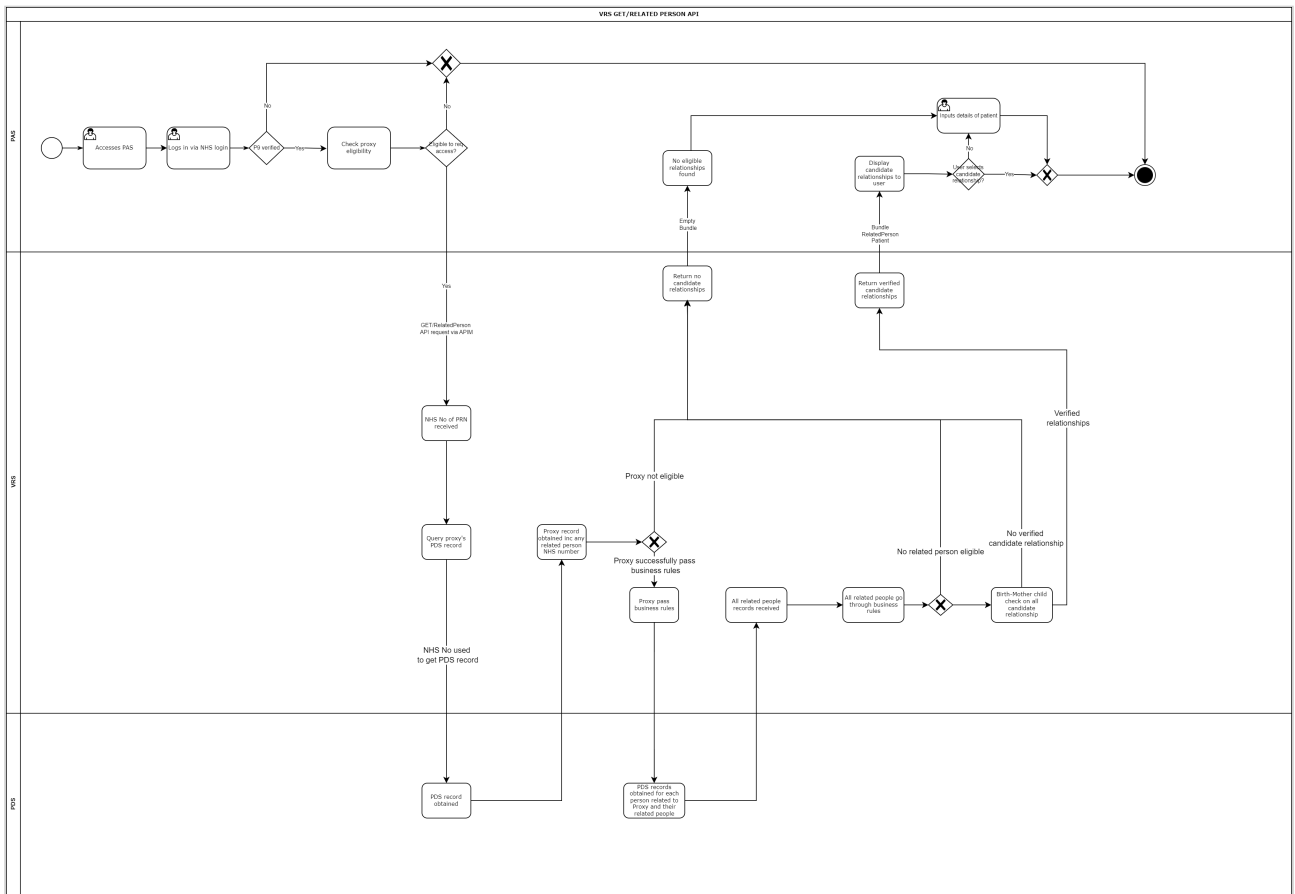 VRS GET/RELATED PERSON API
PAS
Accesses PAS
Logs in via NHS login
P9 verified
No
Yes
Check proxy
eligibility
Eligible to req
access?
No
No eligible
relationships
found
Empty
Bundle
Display
candidate
relationships to
user
Bundle
RelatedPerson
Patient
Inputs details of patient
No
User selects
candidate
relationship?
Yes
VRS
Yes
GET/RelatedPerson
API request via APIM
NHS No of PRN
received
Query proxy's
PDS record
NHS No used
to get PDS record
Return no
candidate
relationships
Return verified
candidate
relationships
Proxy record
obtained inc any
related person
NHS number
Proxy not eligible
Proxy successfully pass
business rules
Proxy pass
business rules
All related people
records received
All related people go
through business
rules
No related person eligible
No verified
candidate relationship
Verified
relationships
Birth-Mother child
check on all
candidate
relationship
PDS
PDS record
obtained
PDS records
obtained for each
person related to
Proxy and their
related people